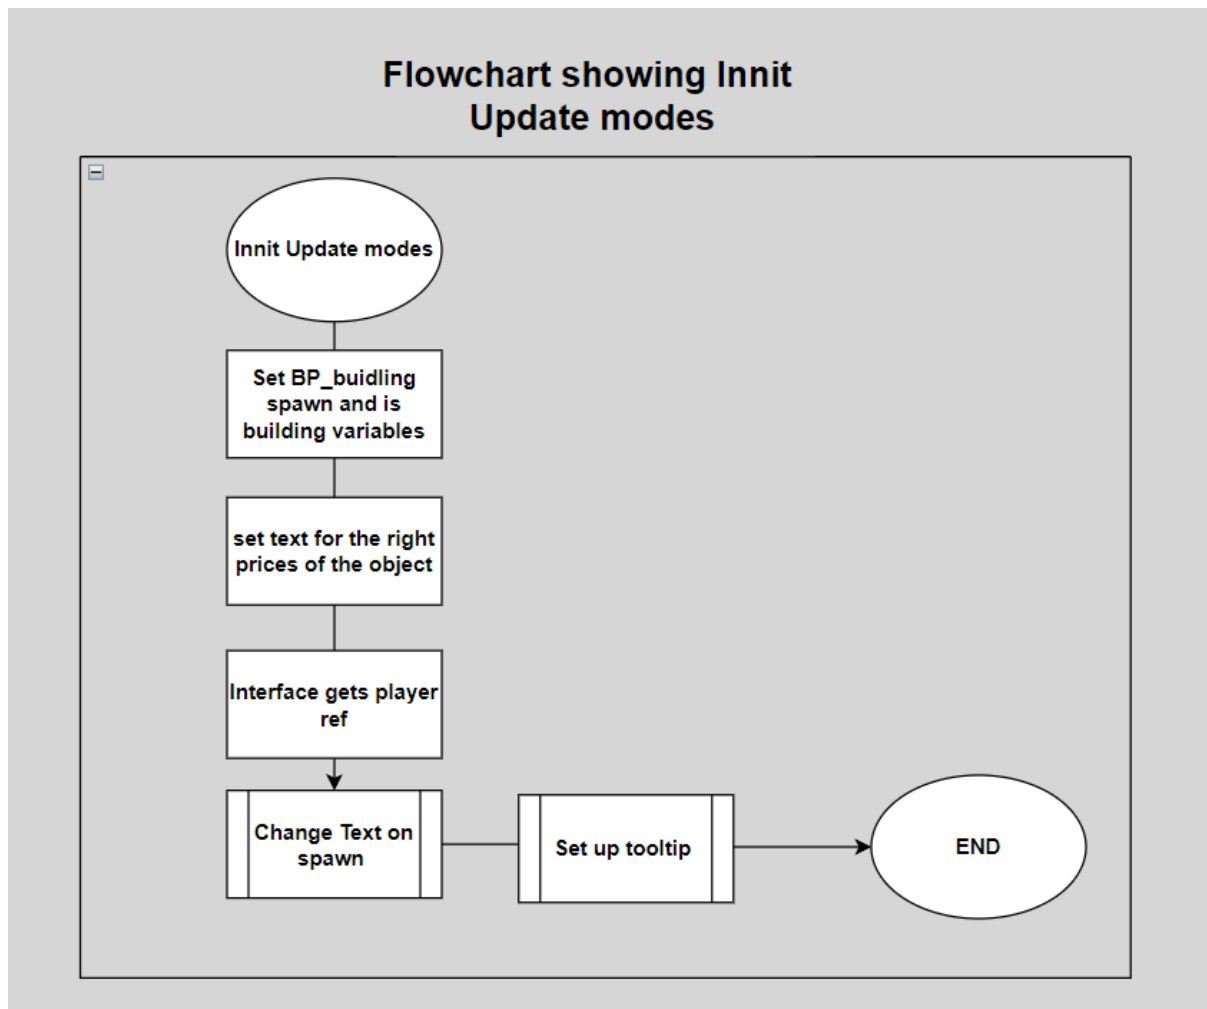 Flowchart showing Innit
Update modes
Innit Update modes
Set BP_buidling
spawn and is
building variables
set text for the right
prices of the object
Interface gets player
ref
Change Text on
spawn
Set up tooltip
END